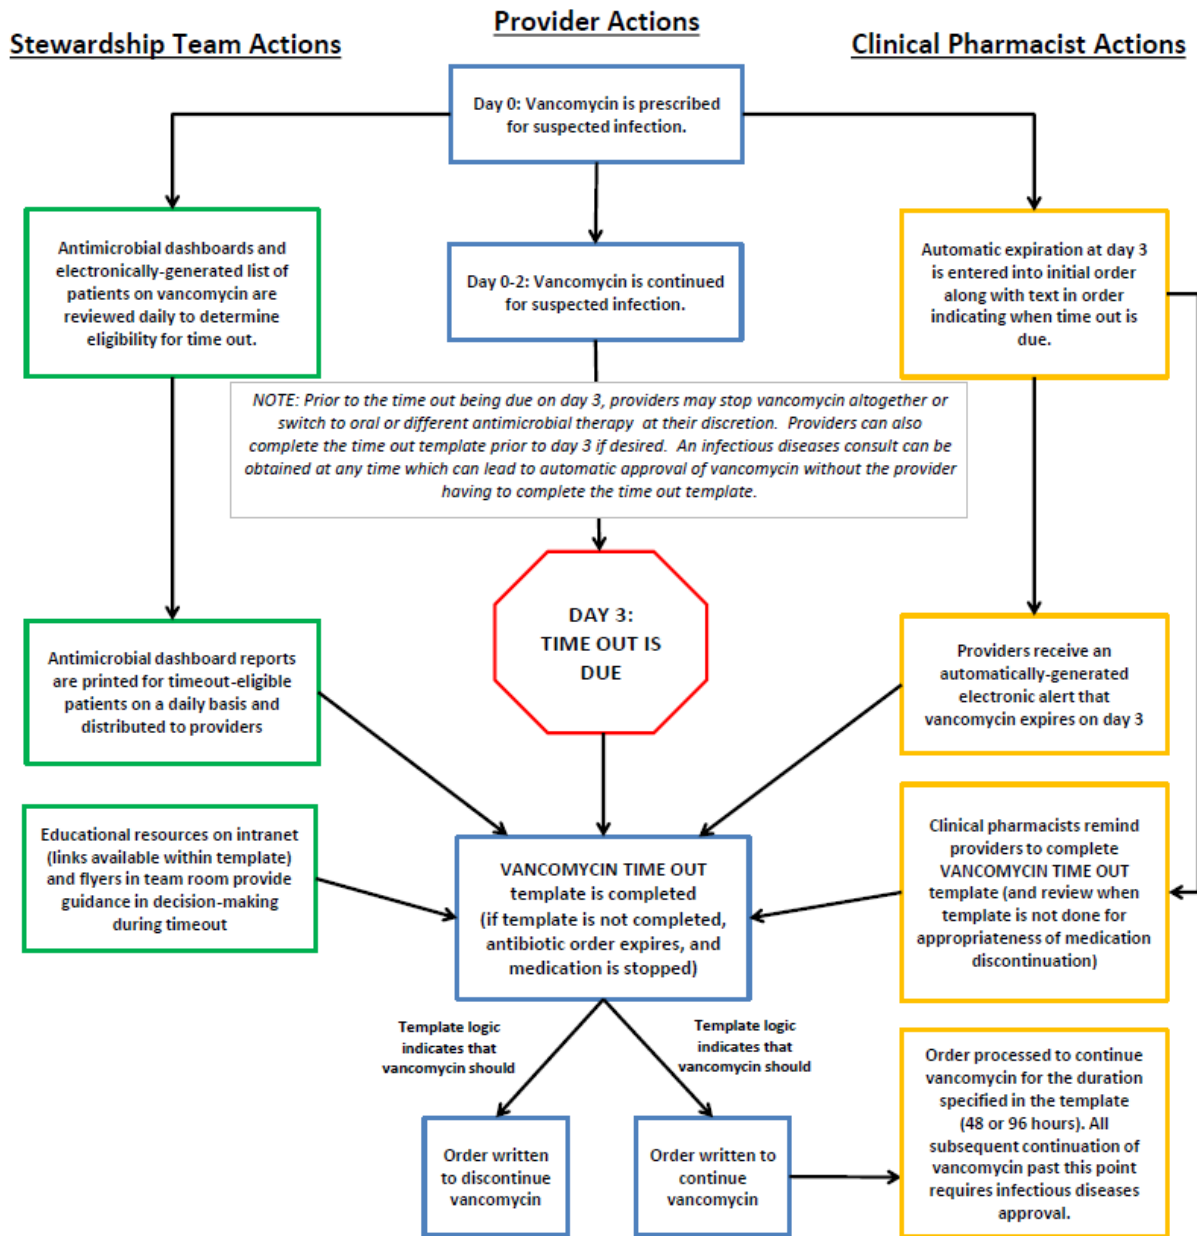 Provider Actions
Stewardship Team Actions
Clinical Pharmacist Actions
Day 0: Vancomycin is prescribed
for suspected infection.
Antimicrobial dashboards and
electronically-generated list of
patients on vancomycin are
reviewed daily to determine
eligibility for time out.
Day 0-2: Vancomycin is continued
for suspected infection.
Automatic expiration at day 3
is entered into initial order
along with text in order
indicating when time out is
due.
NOTE: Prior to the time out being due on day 3, providers may stop vancomycin altogether or
switch to oral or different antimicrobial therapy at their discretion. Providers can also
complete the time out template prior to day 3 if desired. An infectious diseases consult can be
obtained at any time which can lead to automatic approval of vancomycin without the provider
having to complete the time out template.
DAY 3:
TIME OUT IS
DUE
Antimicrobial dashboard reports
are printed for timeout-eligible
patients on a daily basis and
distributed to providers
Providers receive an
automatically-generated
electronic alert that
vancomycin expires on day 3
Educational resources on intranet
(links available within template)
and flyers in team room provide
guidance in decision-making
during timeout
VANCOMYCIN TIME OUT
template is completed
(if template is not completed,
antibiotic order expires, and
medication is stopped)
Clinical pharmacists remind
providers to complete
VANCOMYCIN TIME OUT
template (and review when
template is not done for
appropriateness of medication
discontinuation)
Template logic
indicates that
vancomycin should
Template logic
indicates that
vancomycin should
Order written
to discontinue
vancomycin
Order written to
continue
vancomycin
Order processed to continue
vancomycin for the duration
specified in the template
(48 or 96 hours). All
subsequent continuation of
vancomycin past this point
requires infectious diseases
approval.